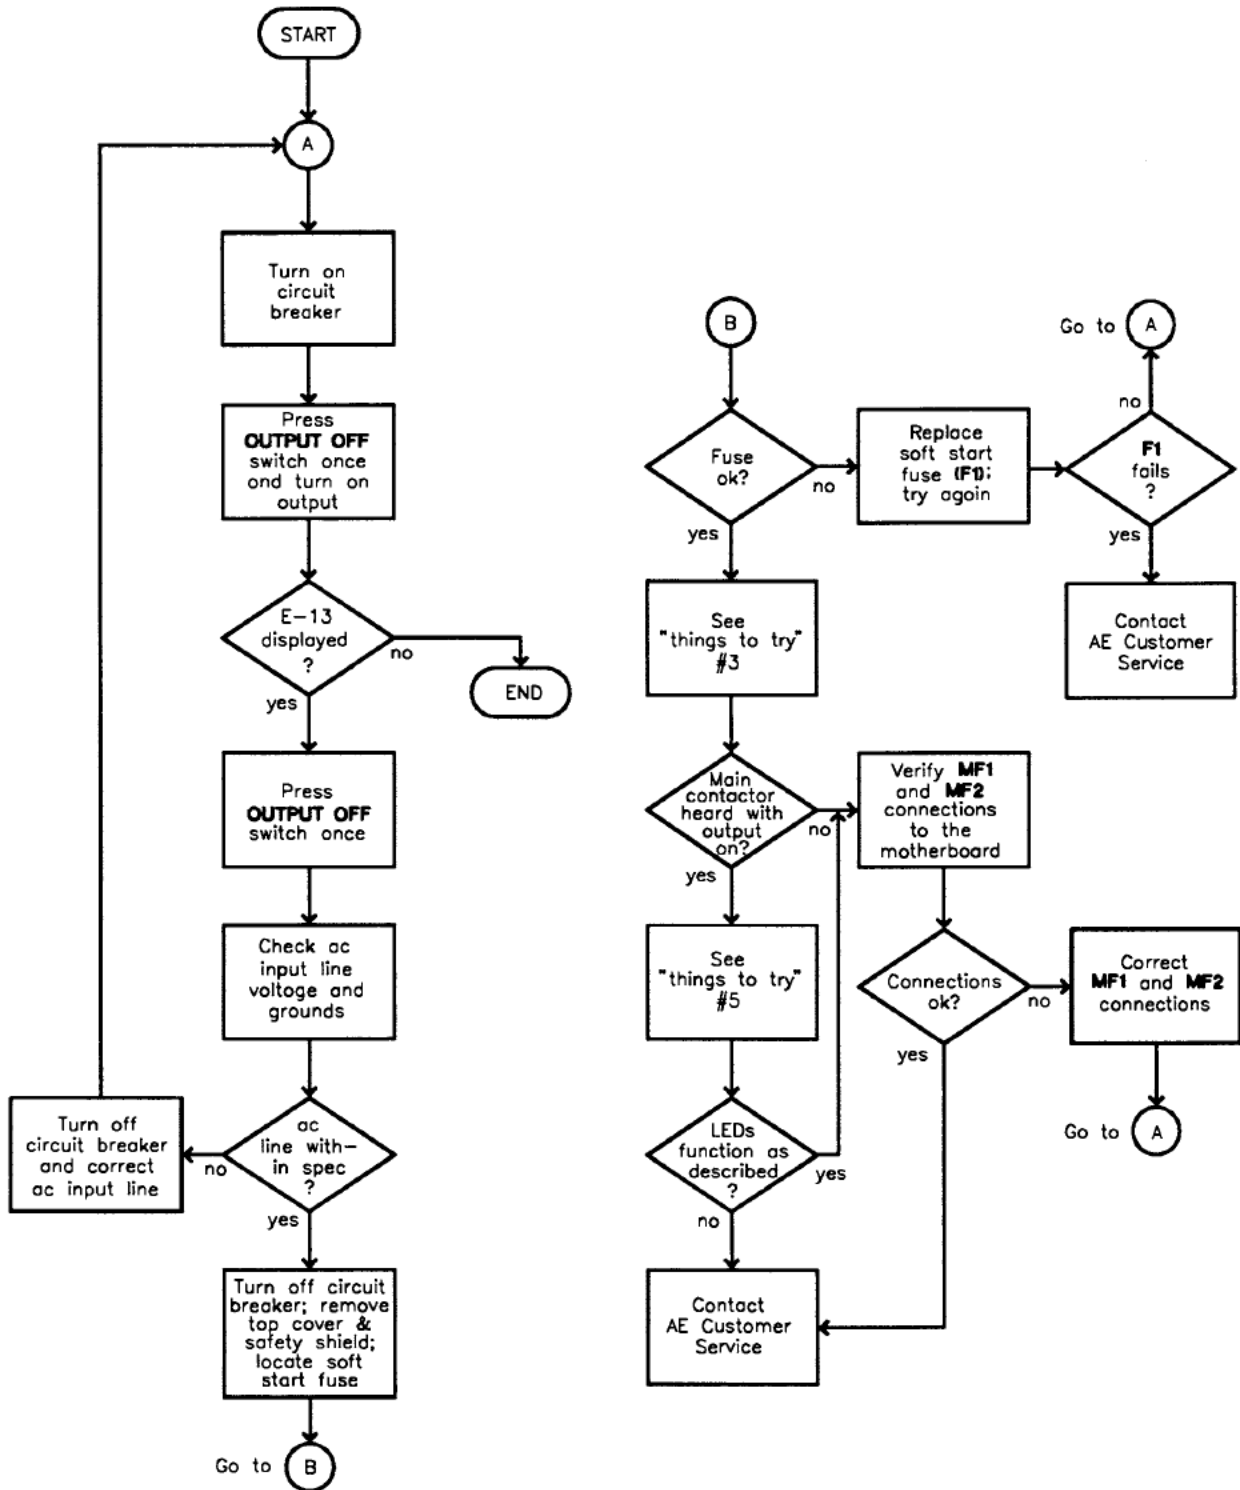 START
A
Turn on
circuit
breaker
Press
OUTPUT OFF
switch once
and turn on
output
E-13
displayed
?
no
END
yes
Press
OUTPUT OFF
switch once
Check ac
input line
voltage and
grounds
ac
line with-
in spec
?
no
Turn off
circuit breaker
and correct
ac input line
yes
Turn off circuit
breaker; remove
top cover &
safety shield;
locate soft
start fuse
Go to B
B
Fuse
ok?
no
Replace
soft start
fuse (F1);
try again
F1
fails
?
no
Go to A
yes
Contact
AE Customer
Service
yes
See
"things to try"
#3
Main
contactor
heard with
output
on?
no
Verify MF1
and MF2
connections
to the
motherboard
yes
See
"things to try"
#5
Connections
ok?
no
Correct
MF1 and MF2
connections
Go to A
yes
LEDs
function as
described
?
yes
no
Contact
AE Customer
Service